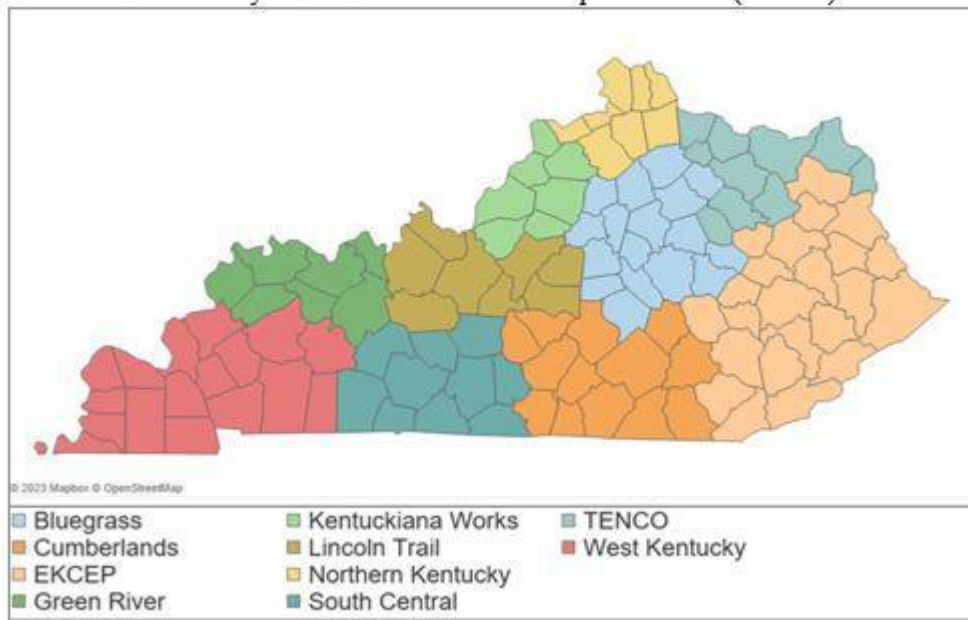 © 2023 Mapbox © OpenStreetMap
Bluegrass
Cumberlands
EKCEP
Green River
Kentuckiana Works
Lincoln Trail
Northern Kentucky
South Central
TENCO
West Kentucky